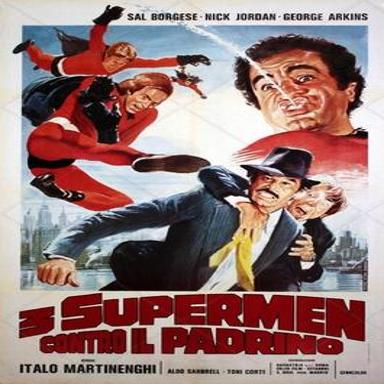 SAL BORGESE - NICK JORDAN - GEORGE ARKINS
3 SUPERMEN
CONTRO IL PADRINO
ITALO MARTINENGHI
ALDO SAMBRELL - TONI CORTI